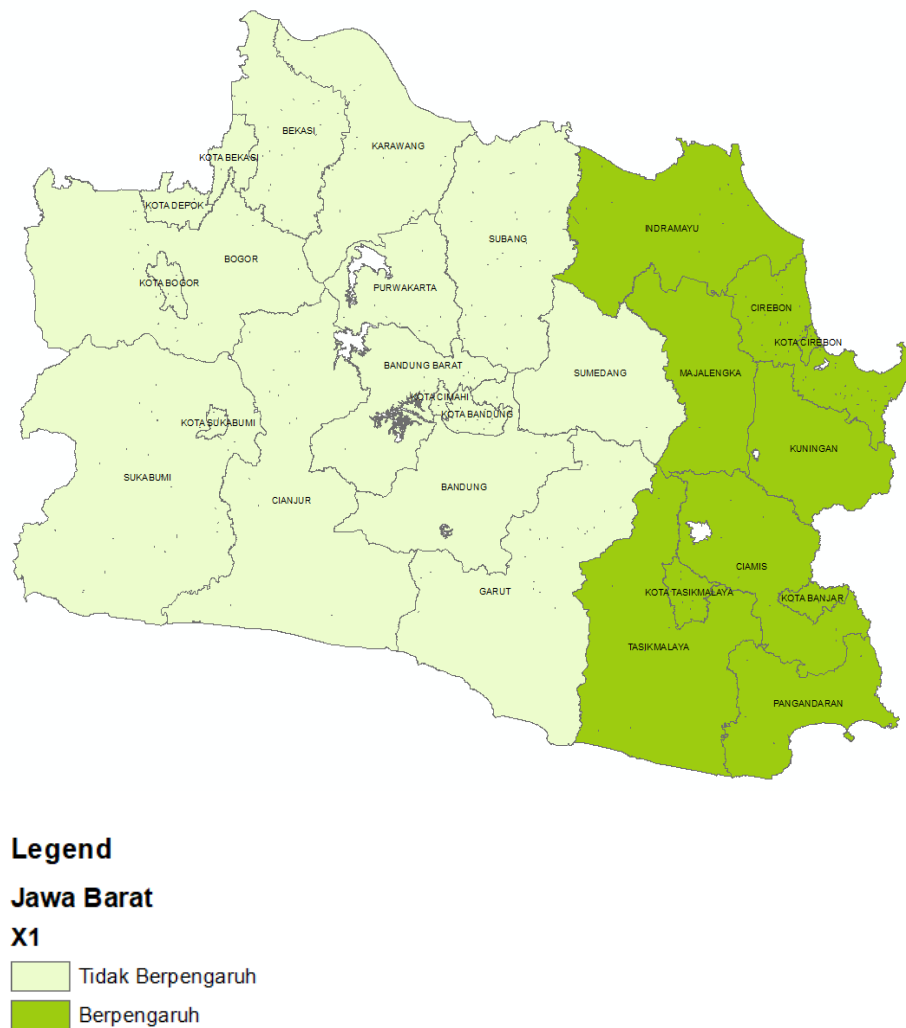 BEKASI
KARAWANG
KOTA BEKASI
KOTA DEPOK
INDRAMAYU
SUBANG
BOGOR
KOTA BOGOR
PURWAKARTA
CIREBON
KOTA CIREBON
BANDUNG BARAT
SUMEDANG
MAJALENGKA
KOTA CIMAHI
KOTA BANDUNG
KOTA SUKABUMI
KUNINGAN
SUKABUMI
CIANJUR
BANDUNG
CIAMIS
GARUT
KOTA TASIKMALAYA
KOTA BANJAR
TASIKMALAYA
PANGANDARAN
Legend
Jawa Barat
X1
Tidak Berpengaruh
Berpengaruh